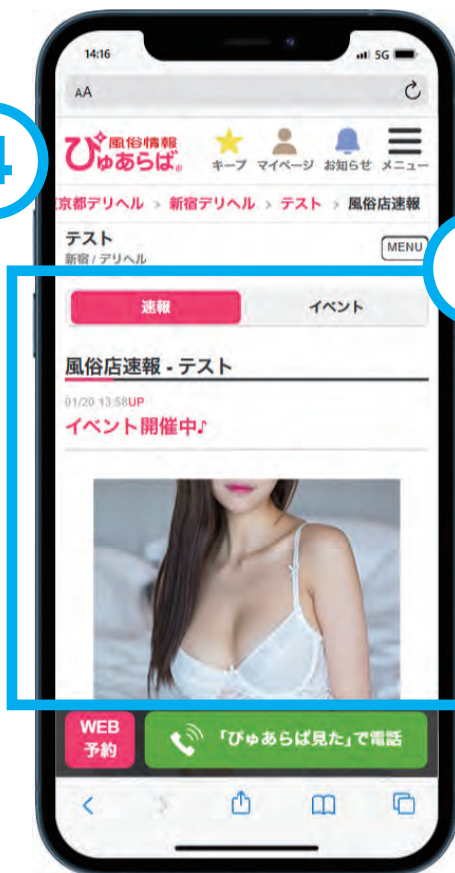 14:16
5G
AA
4
風俗情報
ぴゅあらば®
キープ マイページ お知らせ メニュー
京都デリヘル > 新宿デリヘル > テスト > 風俗店速報
テスト
新宿 / デリヘル
MENU
速報 イベント
風俗店速報 - テスト
01/20 13:58UP
イベント開催中♪
WEB
予約
「ぴゅあらば見た」で電話